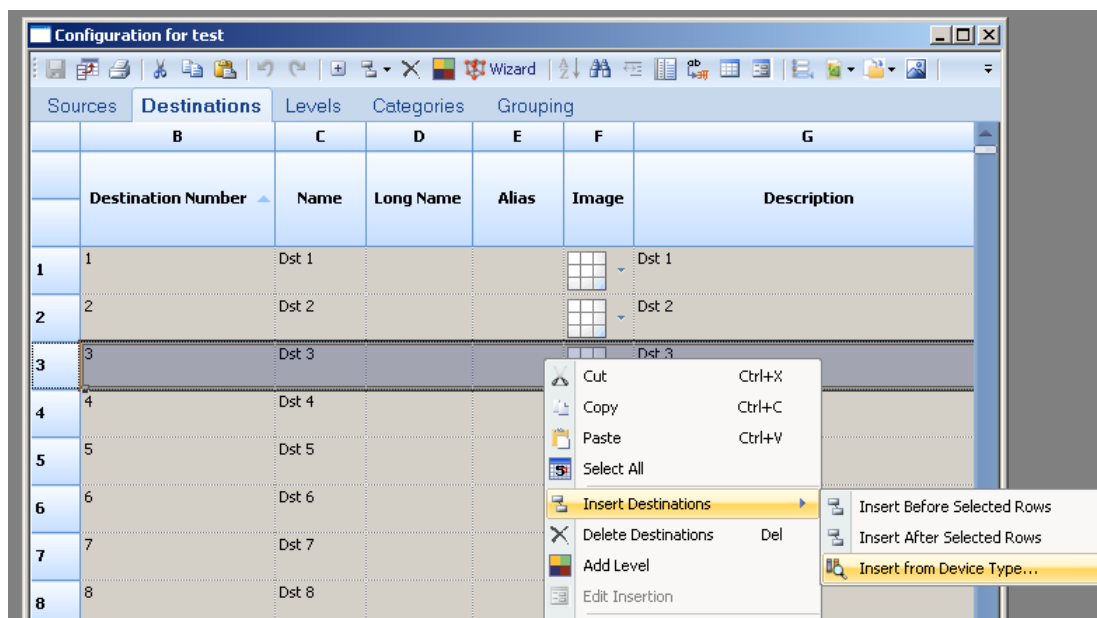 Configuration for test
Wizard
Sources Destinations Levels Categories Grouping
B C D E F G
Destination Number Name Long Name Alias Image Description
1 1 Dst 1 Dst 1
2 2 Dst 2 Dst 2
3 3 Dst 3 Dst 3
Cut Ctrl+X
4 4 Dst 4
Copy Ctrl+C
Paste Ctrl+V
5 5 Dst 5
Select All
6 6 Dst 6
Insert Destinations Insert Before Selected Rows
7 7 Dst 7
Delete Destinations Del Insert After Selected Rows
Add Level Insert from Device Type...
8 8 Dst 8
Edit Insertion